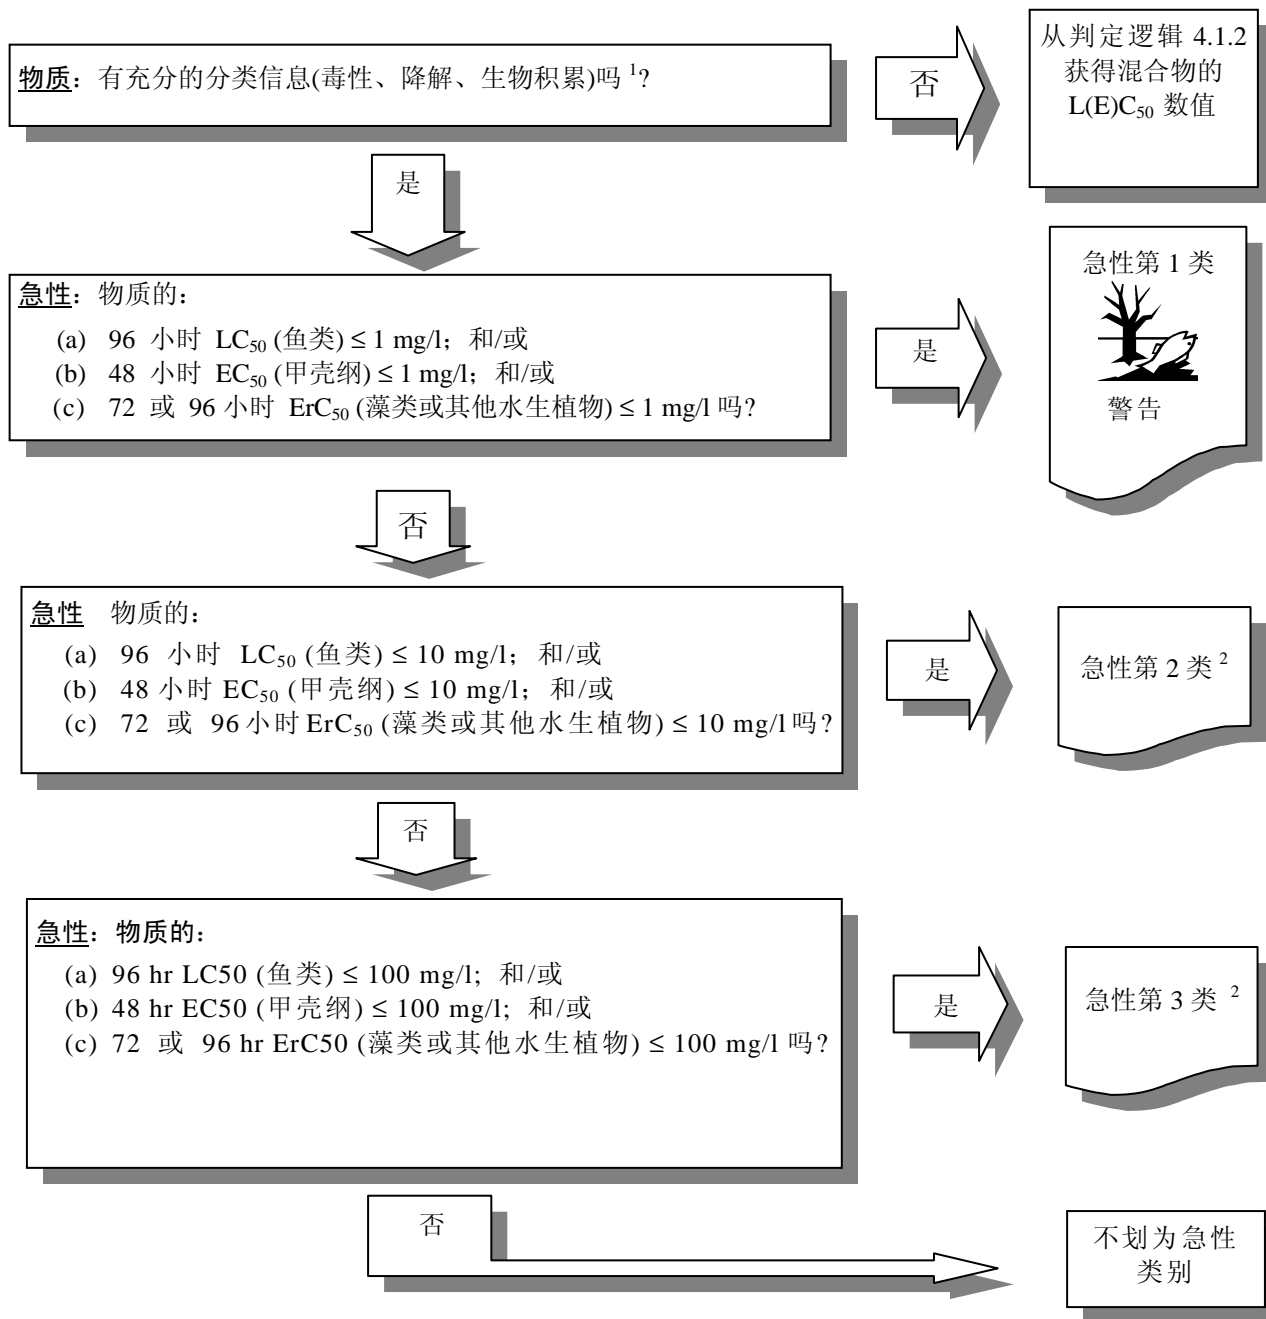 物质：有充分的分类信息(毒性、降解、生物积累)吗 ¹?
否
从判定逻辑 4.1.2
获得混合物的
L(E)C₅₀ 数值
是
急性：物质的：
(a) 96 小时 LC₅₀ (鱼类) ≤ 1 mg/l；和/或
(b) 48 小时 EC₅₀ (甲壳纲) ≤ 1 mg/l；和/或
(c) 72 或 96 小时 ErC₅₀ (藻类或其他水生植物) ≤ 1 mg/l 吗?
是
急性第 1 类
警告
否
急性 物质的：
(a) 96 小时 LC₅₀ (鱼类) ≤ 10 mg/l；和/或
(b) 48 小时 EC₅₀ (甲壳纲) ≤ 10 mg/l；和/或
(c) 72 或 96小时 ErC₅₀ (藻类或其他水生植物) ≤ 10 mg/l 吗?
是
急性第 2 类 ²
否
急性：物质的：
(a) 96 hr LC50 (鱼类) ≤ 100 mg/l；和/或
(b) 48 hr EC50 (甲壳纲) ≤ 100 mg/l；和/或
(c) 72 或 96 hr ErC50 (藻类或其他水生植物) ≤ 100 mg/l 吗?
是
急性第 3 类 ²
否
不划为急性
类别